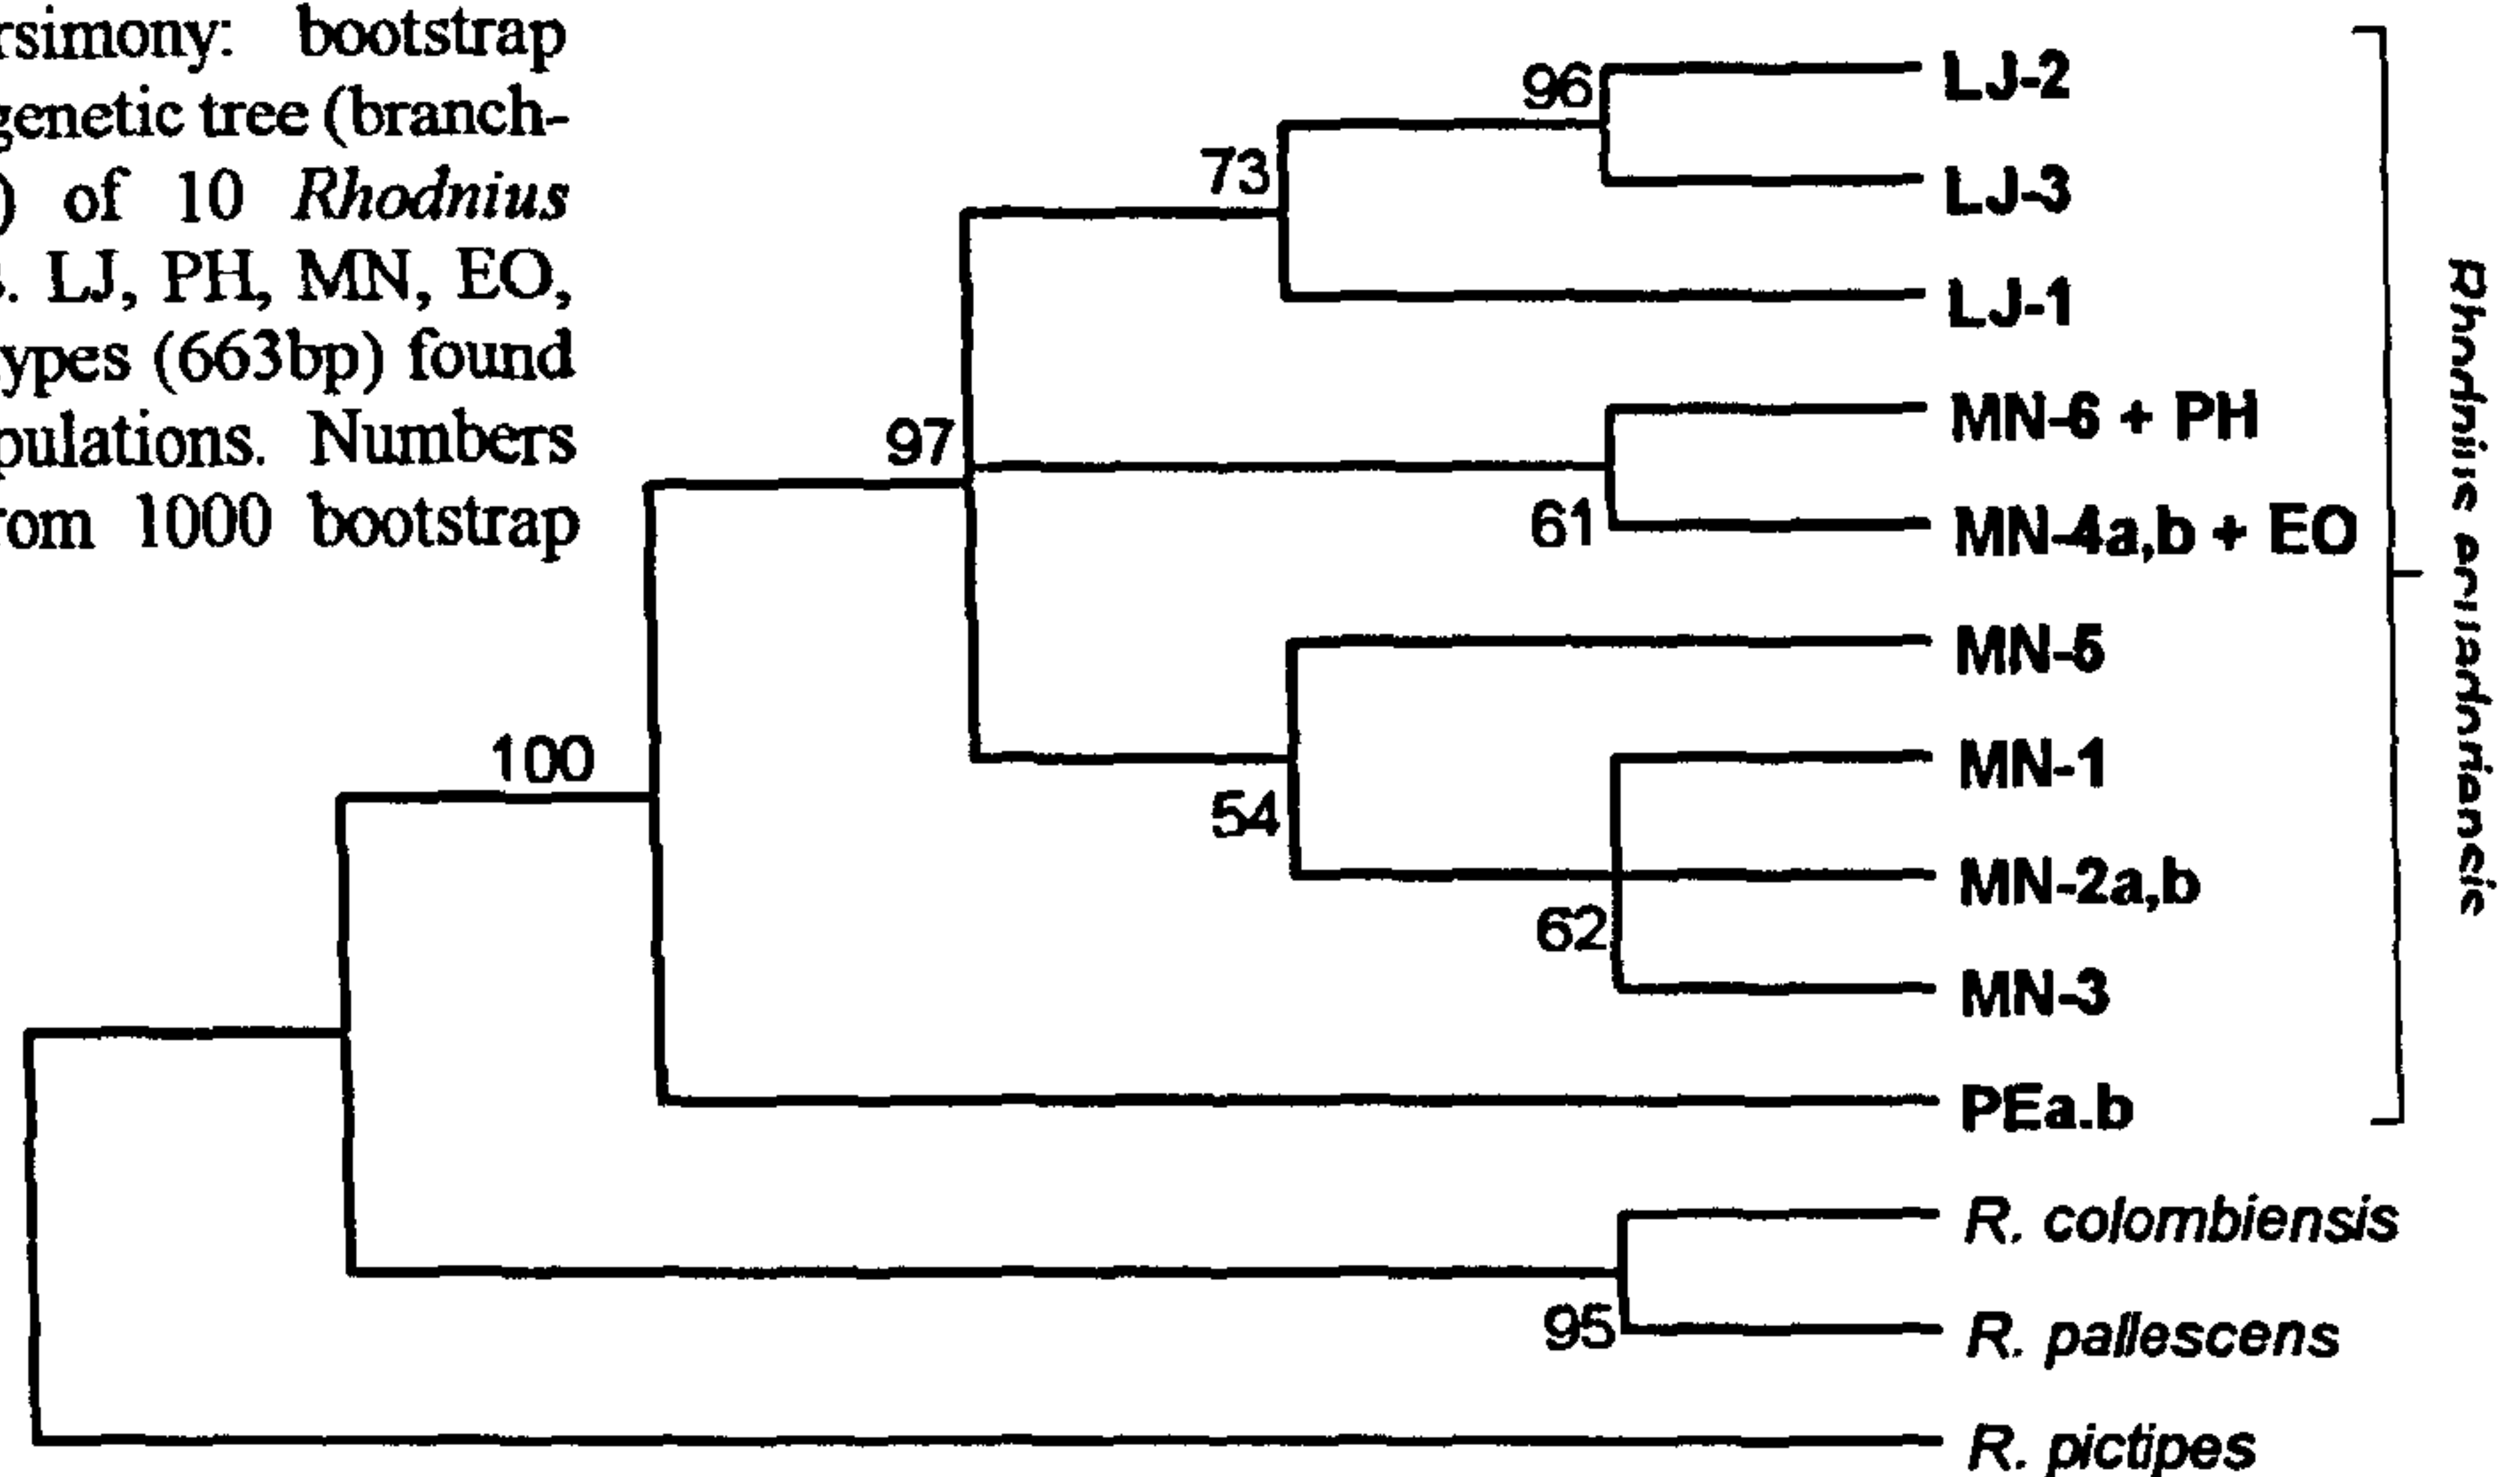 rsimony: bootstrap
genetic tree (branch-
) of 10 Rhodnius
. LJ, PH, MN, EO,
ypes (663bp) found
pulations. Numbers
rom 1000 bootstrap
96
LJ-2
73
LJ-3
LJ-1
97
MN-6 + PH
61
MN-4a,b + EO
MN-5
100
MN-1
54
MN-2a,b
62
MN-3
PEa.b
R. colombiensis
95
R. pallescens
R. pictipes
Rhodnius ecuadoriensis